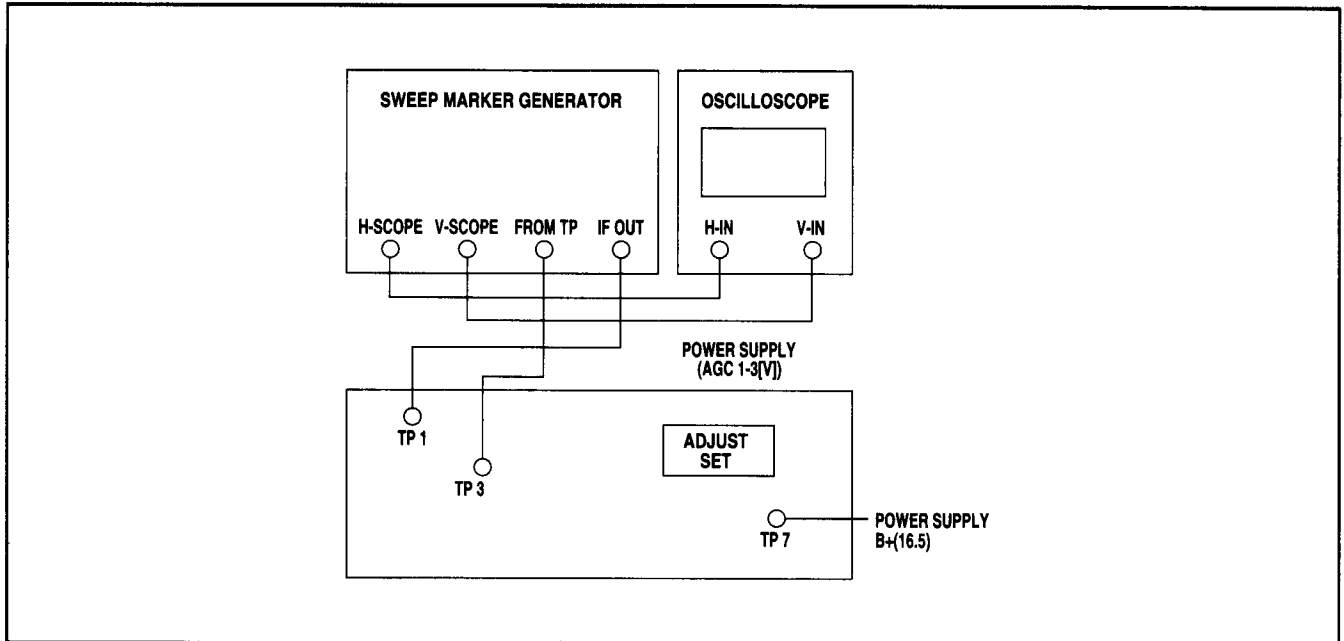 SWEEP MARKER GENERATOR
OSCILLOSCOPE
H-SCOPE V-SCOPE FROM TP IF OUT
H-IN V-IN
POWER SUPPLY
(AGC 1-3[V])
TP 1
ADJUST
SET
TP 3
TP 7
POWER SUPPLY
B+(16.5)